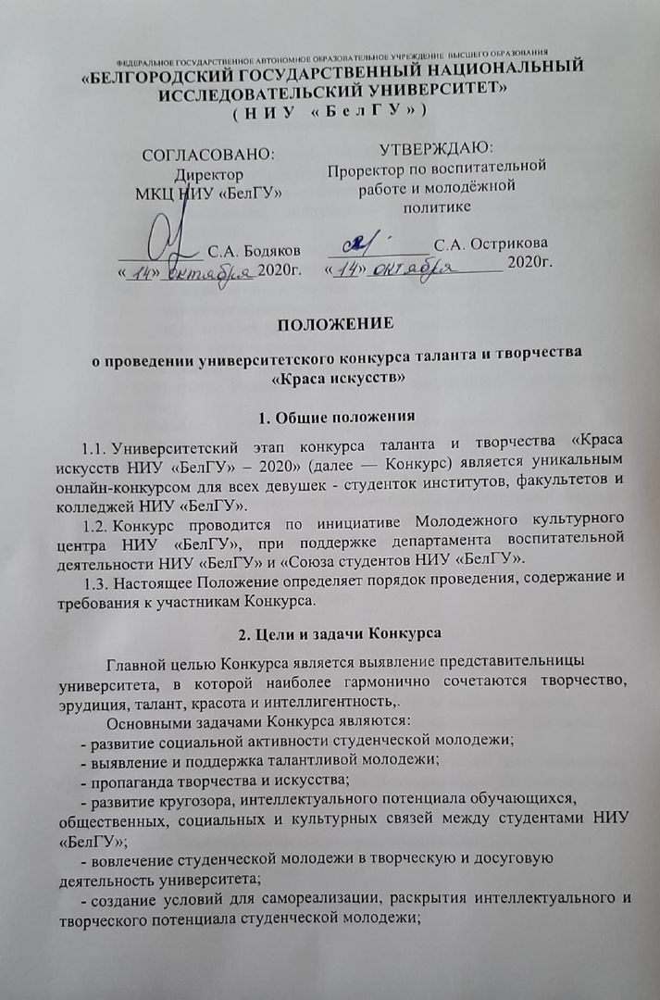 ФЕДЕРАЛЬНОЕ ГОСУДАРСТВЕННОЕ АВТОНОМНОЕ ОБРАЗОВАТЕЛЬНОЕ УЧРЕЖДЕНИЕ ВЫСШЕГО ОБРАЗОВАНИЯ
«БЕЛГОРОДСКИЙ ГОСУДАРСТВЕННЫЙ НАЦИОНАЛЬНЫЙ
ИССЛЕДОВАТЕЛЬСКИЙ УНИВЕРСИТЕТ»
( Н И У «Б е л Г У» )
СОГЛАСОВАНО:
Директор
МКЦ НИУ «БелГУ»
С.А. Бодяков
«14» октября 2020г.
УТВЕРЖДАЮ:
Проректор по воспитательной
работе и молодёжной
политике
С.А. Острикова
«14» октября 2020г.
ПОЛОЖЕНИЕ
о проведении университетского конкурса таланта и творчества
«Краса искусств»
1. Общие положения
1.1. Университетский этап конкурса таланта и творчества «Краса
искусств НИУ «БелГУ» – 2020» (далее — Конкурс) является уникальным
онлайн-конкурсом для всех девушек - студенток институтов, факультетов и
колледжей НИУ «БелГУ».
1.2. Конкурс проводится по инициативе Молодежного культурного
центра НИУ «БелГУ», при поддержке департамента воспитательной
деятельности НИУ «БелГУ» и «Союза студентов НИУ «БелГУ».
1.3. Настоящее Положение определяет порядок проведения, содержание и
требования к участникам Конкурса.
2. Цели и задачи Конкурса
Главной целью Конкурса является выявление представительницы
университета, в которой наиболее гармонично сочетаются творчество,
эрудиция, талант, красота и интеллигентность,.
Основными задачами Конкурса являются:
- развитие социальной активности студенческой молодежи;
- выявление и поддержка талантливой молодежи;
- пропаганда творчества и искусства;
- развитие кругозора, интеллектуального потенциала обучающихся,
общественных, социальных и культурных связей между студентами НИУ
«БелГУ»;
- вовлечение студенческой молодежи в творческую и досуговую
деятельность университета;
- создание условий для самореализации, раскрытия интеллектуального и
творческого потенциала студенческой молодежи;